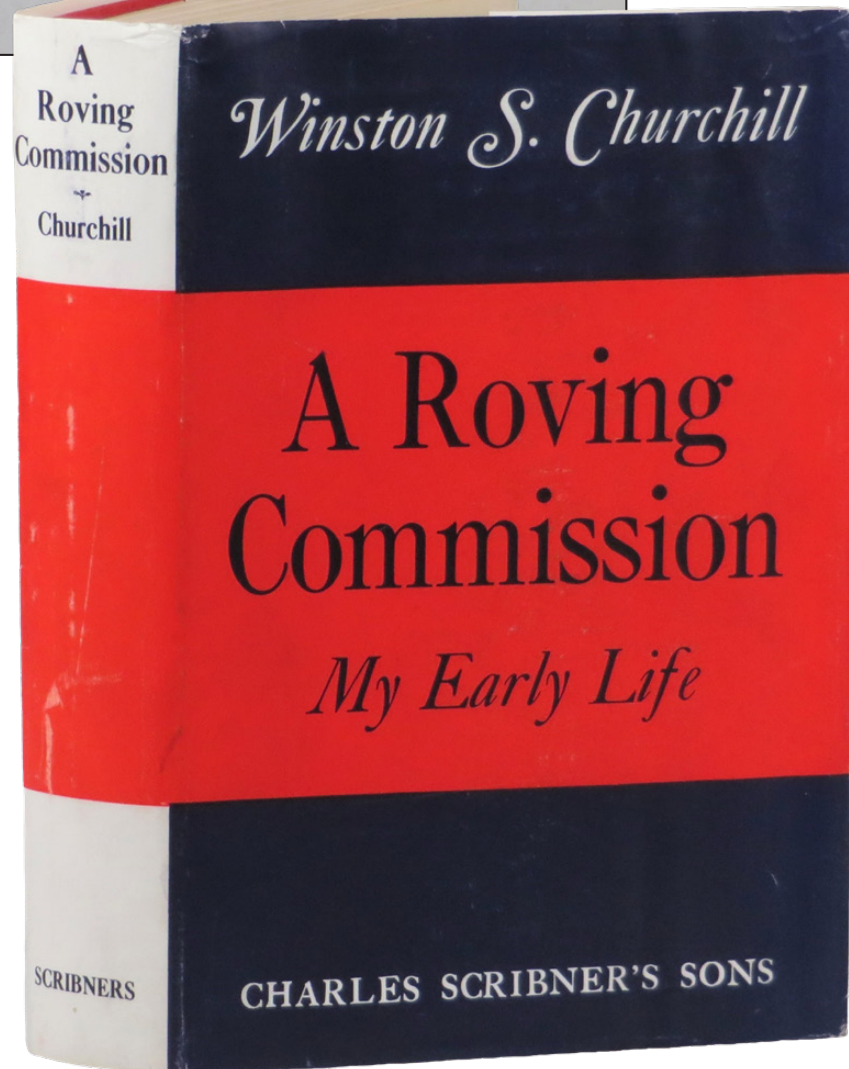 A
Roving
Commission
Churchill
SCRIBNERS
Winston S. Churchill
A Roving
Commission
My Early Life
CHARLES SCRIBNER'S SONS